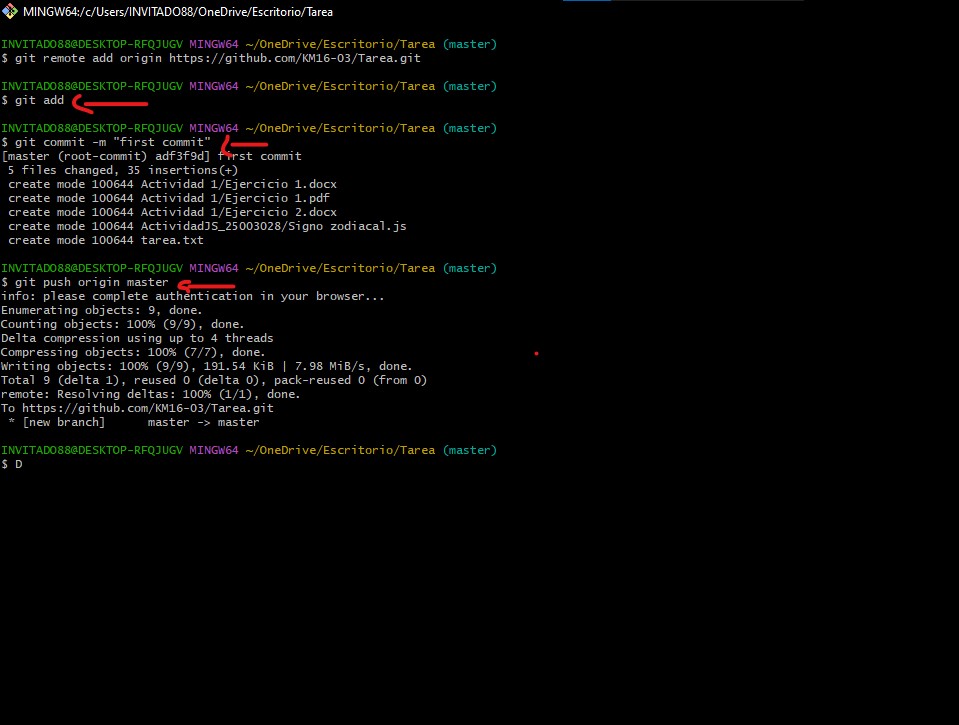 MINGW64:/c/Users/INVITADO88/OneDrive/Escritorio/Tarea
INVITADO88@DESKTOP-RFQJUGV MINGW64 ~/OneDrive/Escritorio/Tarea (master)
$ git remote add origin https://github.com/KM16-03/Tarea.git
INVITADO88@DESKTOP-RFQJUGV MINGW64 ~/OneDrive/Escritorio/Tarea (master)
$ git add
INVITADO88@DESKTOP-RFQJUGV MINGW64 ~/OneDrive/Escritorio/Tarea (master)
$ git commit -m "first commit"
[master (root-commit) adf3f9d] first commit
5 files changed, 35 insertions(+)
create mode 100644 Actividad 1/Ejercicio 1.docx
create mode 100644 Actividad 1/Ejercicio 1.pdf
create mode 100644 Actividad 1/Ejercicio 2.docx
create mode 100644 ActividadJS_25003028/Signo zodiacal.js
create mode 100644 tarea.txt
INVITADO88@DESKTOP-RFQJUGV MINGW64 ~/OneDrive/Escritorio/Tarea (master)
$ git push origin master
info: please complete authentication in your browser...
Enumerating objects: 9, done.
Counting objects: 100% (9/9), done.
Delta compression using up to 4 threads
Compressing objects: 100% (7/7), done.
Writing objects: 100% (9/9), 191.54 KiB | 7.98 MiB/s, done.
Total 9 (delta 1), reused 0 (delta 0), pack-reused 0 (from 0)
remote: Resolving deltas: 100% (1/1), done.
To https://github.com/KM16-03/Tarea.git
* [new branch] master -> master
INVITADO88@DESKTOP-RFQJUGV MINGW64 ~/OneDrive/Escritorio/Tarea (master)
$ D